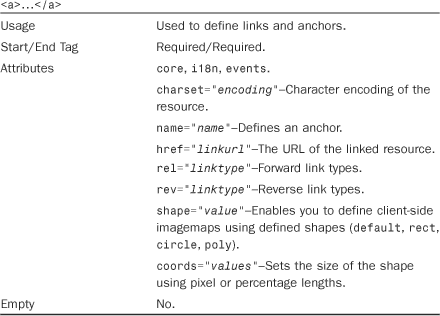 <a>...</a>
Usage Used to define links and anchors.
Start/End Tag Required/Required.
Attributes core, i18n, events.
charset="encoding"–Character encoding of the
resource.
name="name"–Defines an anchor.
href="linkurl"–The URL of the linked resource.
rel="linktype"–Forward link types.
rev="linktype"–Reverse link types.
shape="value"–Enables you to define client-side
imagemaps using defined shapes (default, rect,
circle, poly).
coords="values"–Sets the size of the shape
using pixel or percentage lengths.
Empty No.